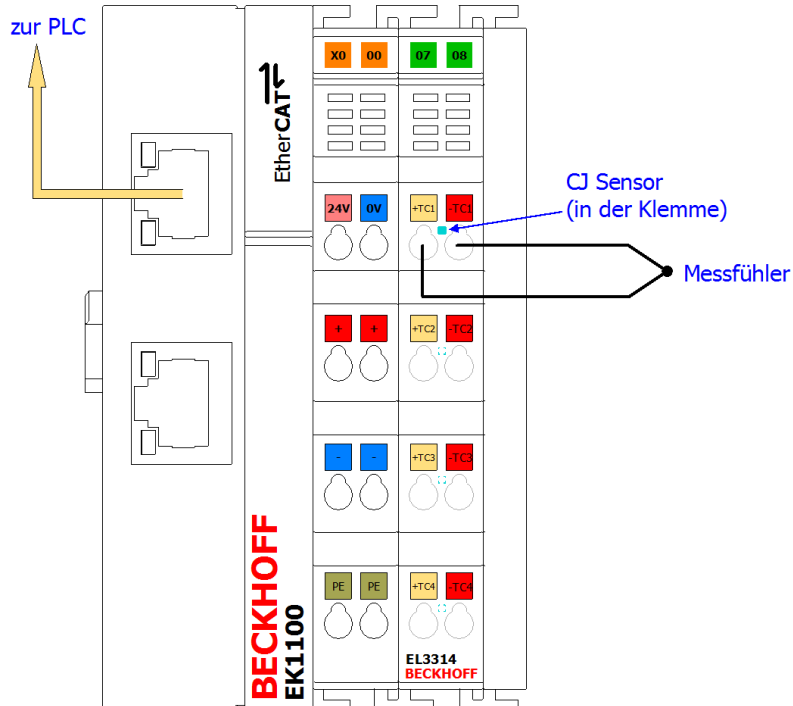 zur PLC
EtherCAT
X0 00 07 08
24V 0V +TC1 -TC1
CJ Sensor
(in der Klemme)
Messfühler
+ + +TC2 -TC2
- - +TC3 -TC3
PE PE +TC4 -TC4
BECKHOFF
EK1100
EL3314
BECKHOFF